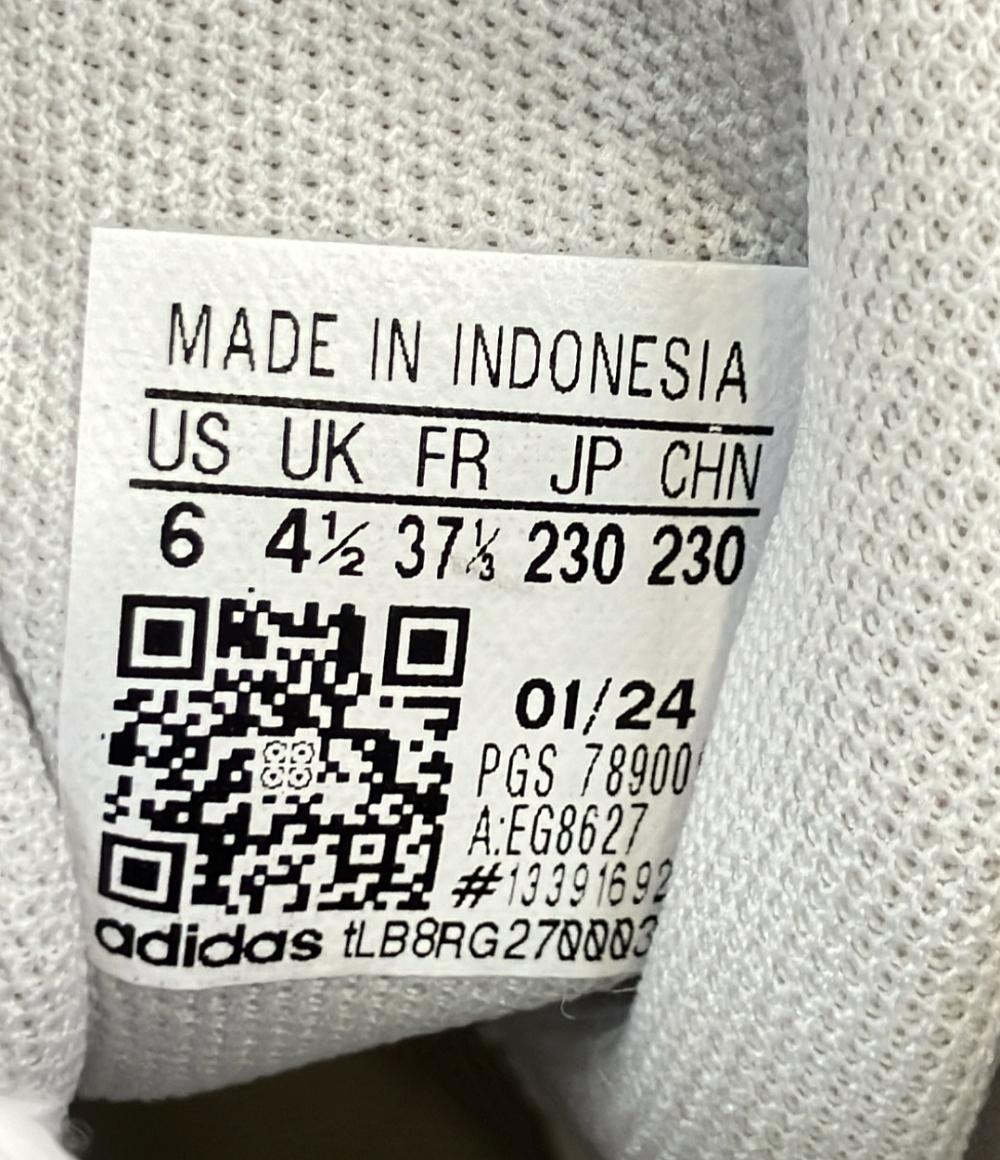 MADE IN INDONESIA
US UK FR JP CHN
6 4½ 37⅓ 230 230
01/24
PGS 78900
A:EG8627
#13391692
adidas tLB8RG270003